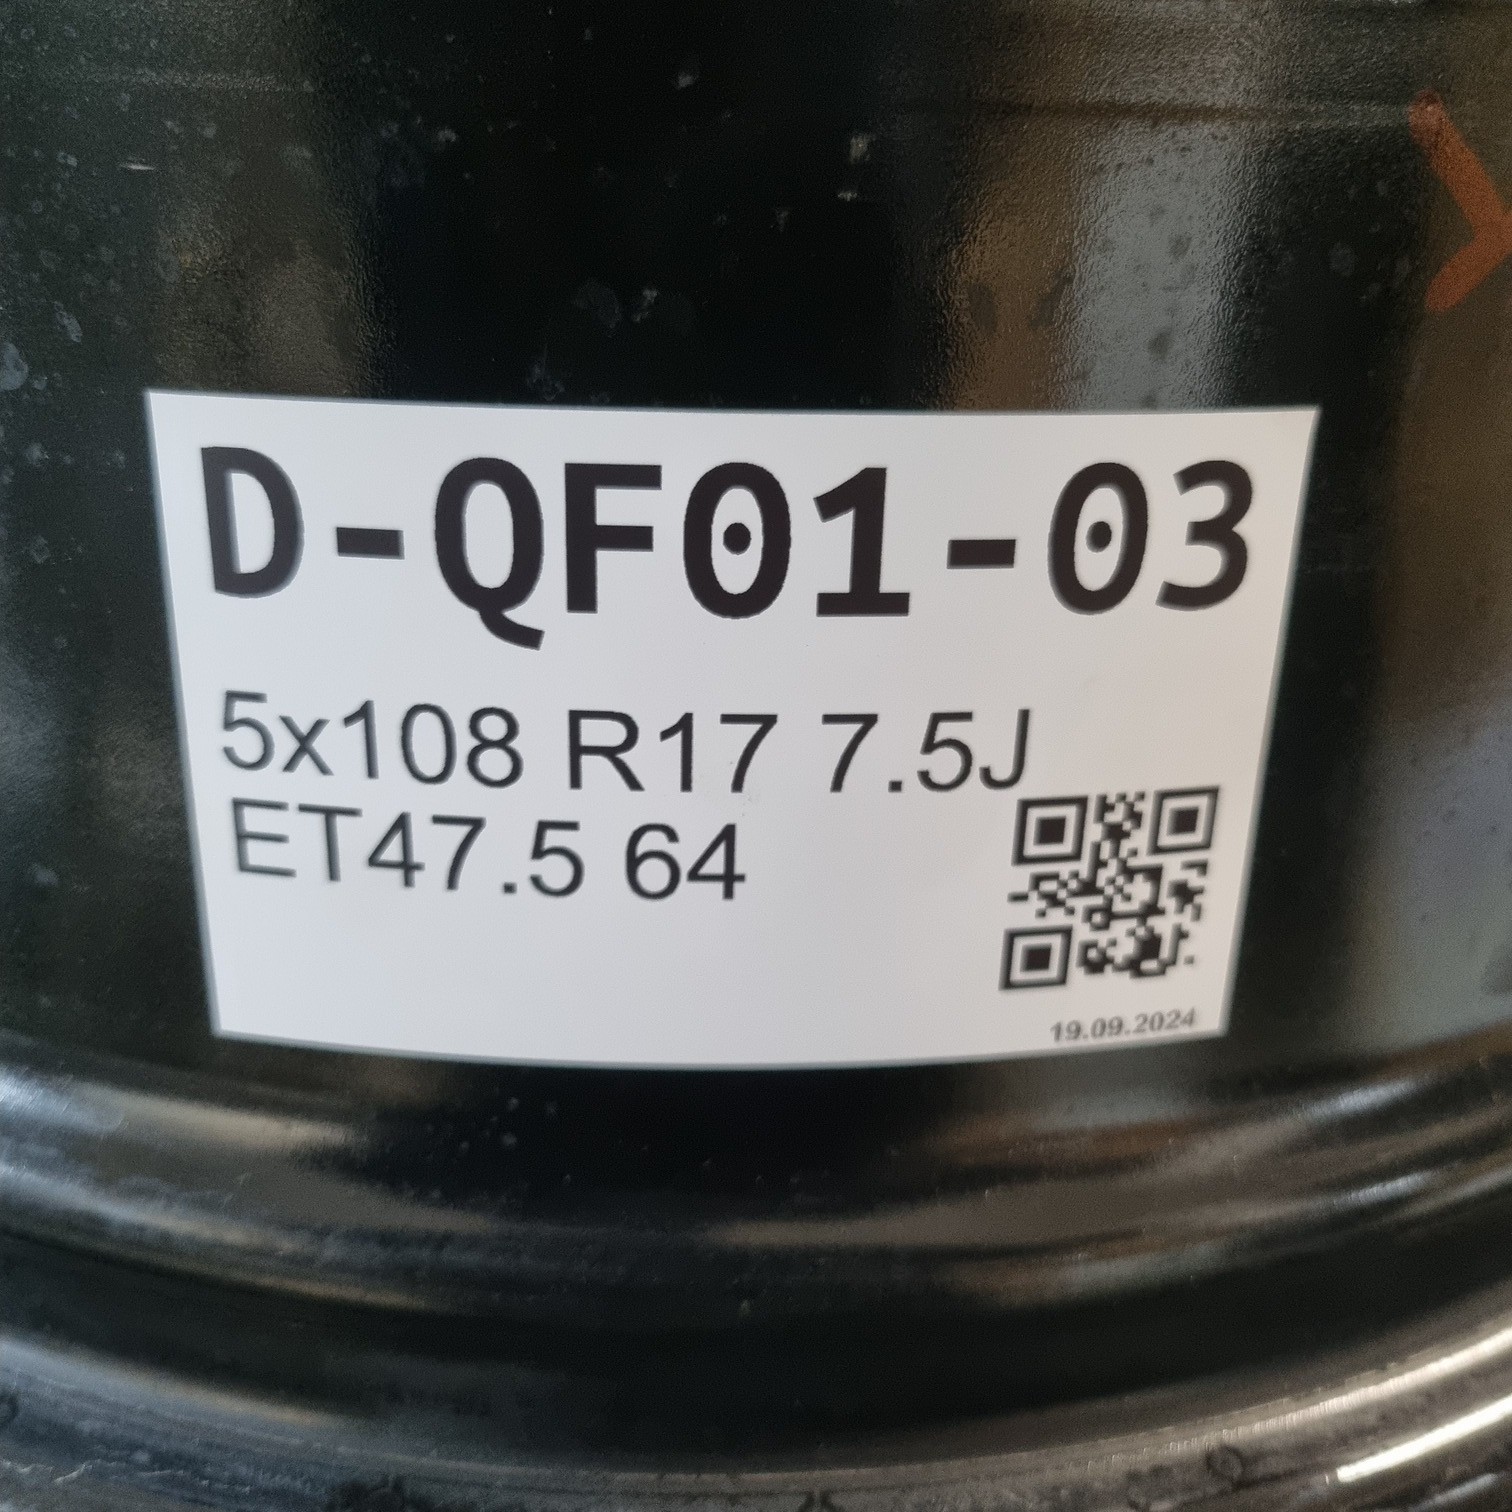 D-QF01-03
5x108 R17 7.5J
ET47.5 64
19.09.2024